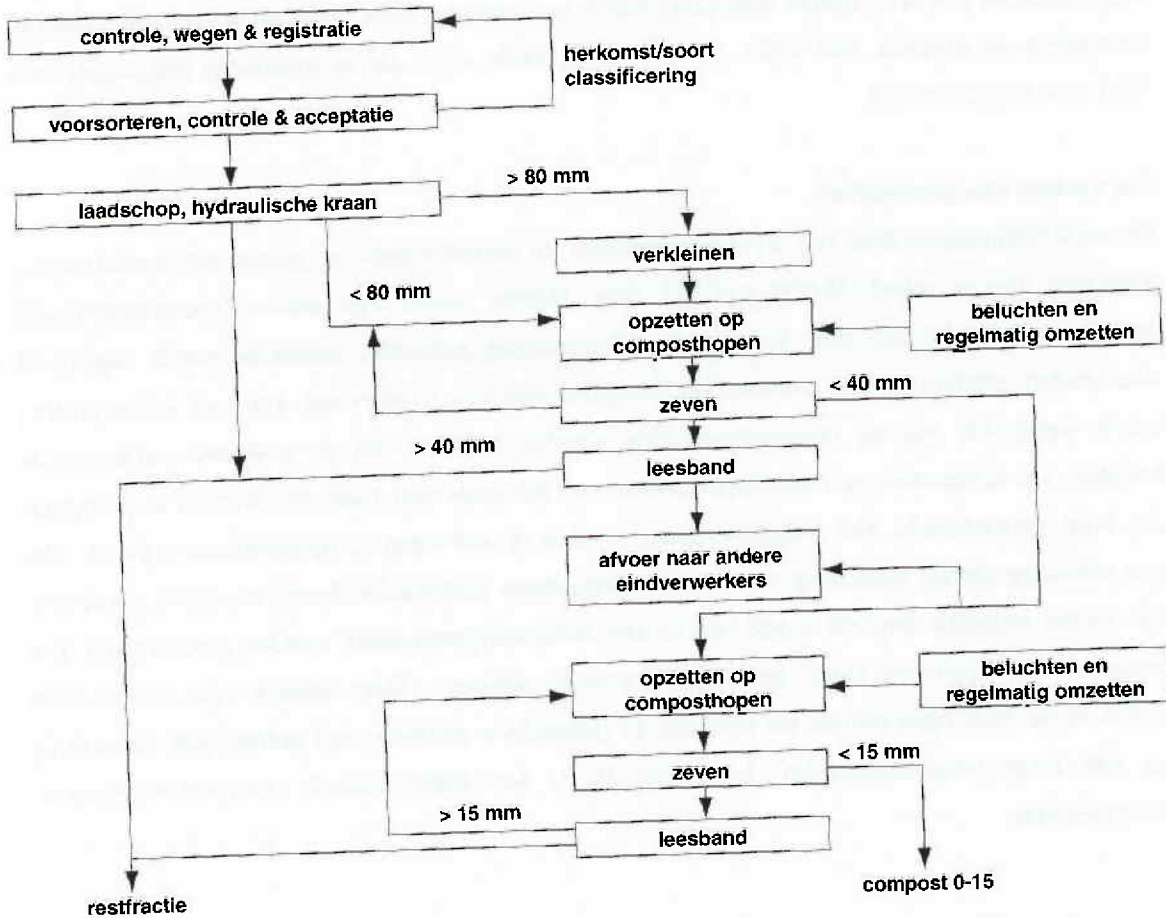 controle, wegen & registratie
herkomst/soort
classificering
voorsorteren, controle & acceptatie
> 80 mm
laadschop, hydraulische kraan
verkleinen
< 80 mm
opzetten op
composthopen
beluchten en
regelmatig omzetten
< 40 mm
zeven
> 40 mm
leesband
afvoer naar andere
eindverwerkers
opzetten op
composthopen
beluchten en
regelmatig omzetten
< 15 mm
zeven
> 15 mm
leesband
compost 0-15
restfractie